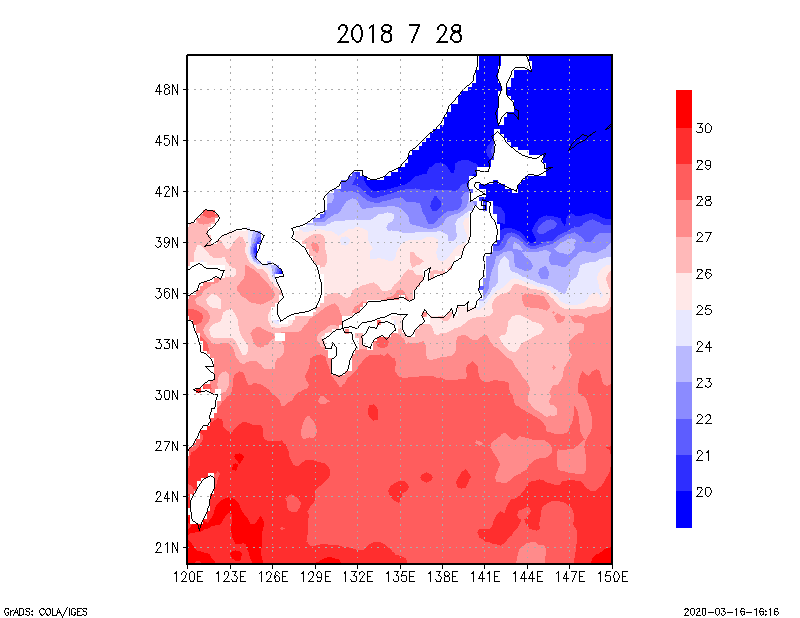 2018 7 28
48N
45N
42N
39N
36N
33N
30N
27N
24N
21N
120E 123E 126E 129E 132E 135E 138E 141E 144E 147E 150E
30
29
28
27
26
25
24
23
22
21
20
GrADS: COLA/IGES
2020-03-16-16:16